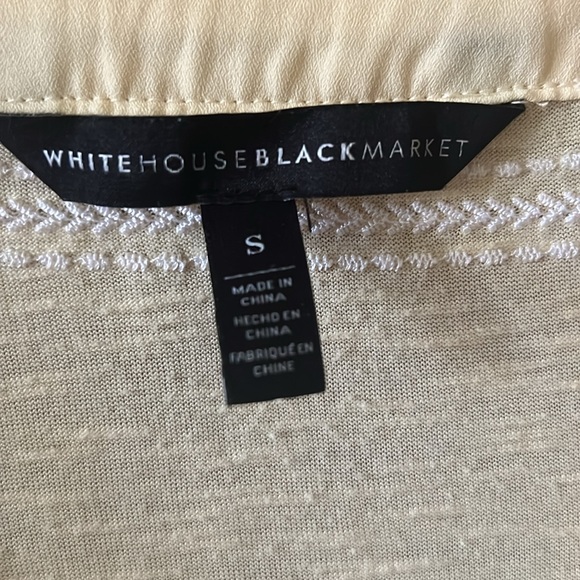 WHITEHOUSEBLACKMARKET
S
MADE IN
CHINA
HECHO EN
CHINA
FABRIQUÉ EN
CHINE